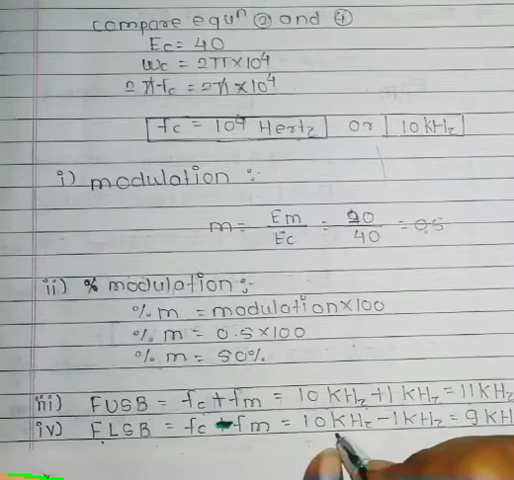 compare equⁿ ② and ④
Ec = 40
Wc = 2π×10⁴
2πfc = 2π×10⁴
fc = 10⁴ Hertz or 10 kHz
i) modulation :-
m = Em/Ec = 20/40 = 0.5
ii) % modulation :-
% m = modulation×100
% m = 0.5×100
% m = 50%
iii) FUSB = fc+fm = 10 kHz+1 kHz = 11 kHz
iv) FLSB = fc-fm = 10 kHz-1 kHz = 9 kH